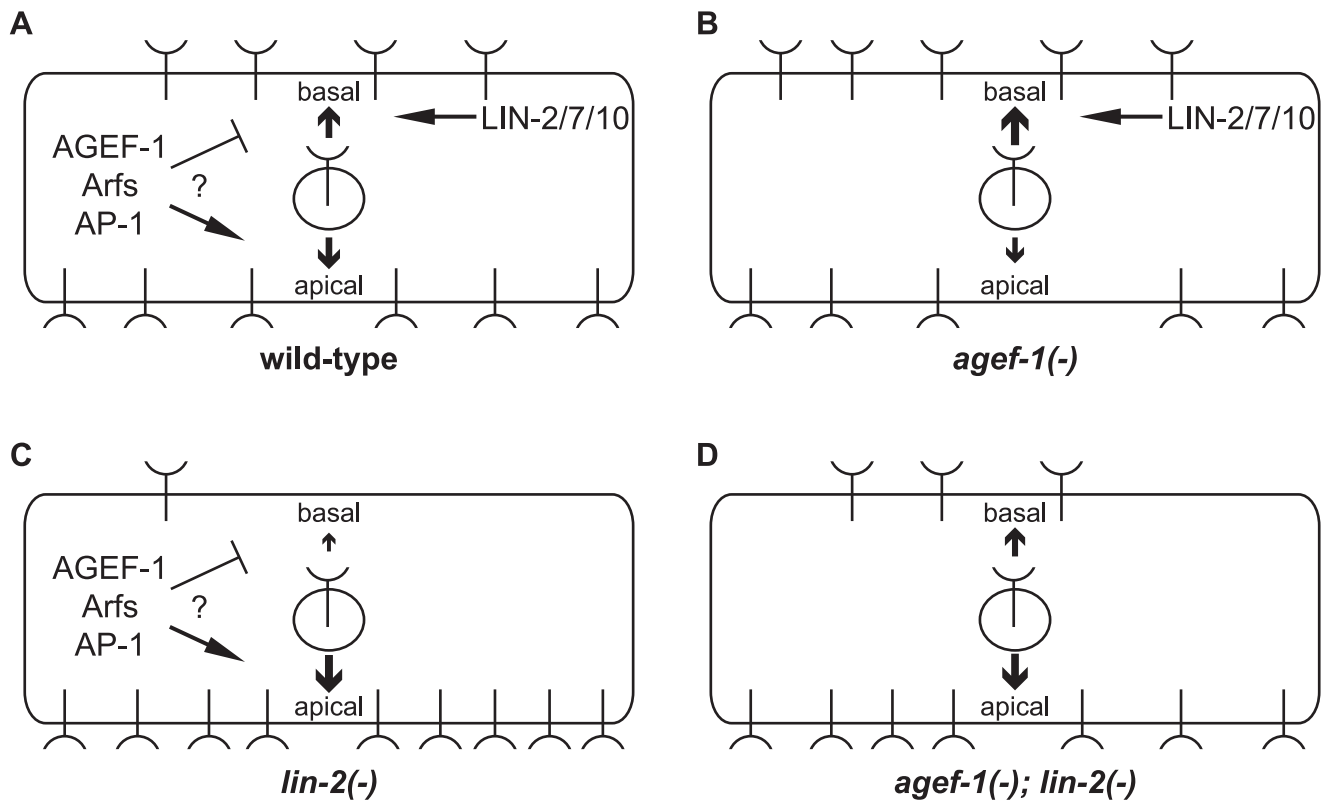 A
basal
LIN-2/7/10
AGEF-1
Arfs
?
AP-1
apical
wild-type
B
basal
LIN-2/7/10
apical
agef-1(-)
C
basal
AGEF-1
Arfs
?
AP-1
apical
lin-2(-)
D
basal
apical
agef-1(-); lin-2(-)